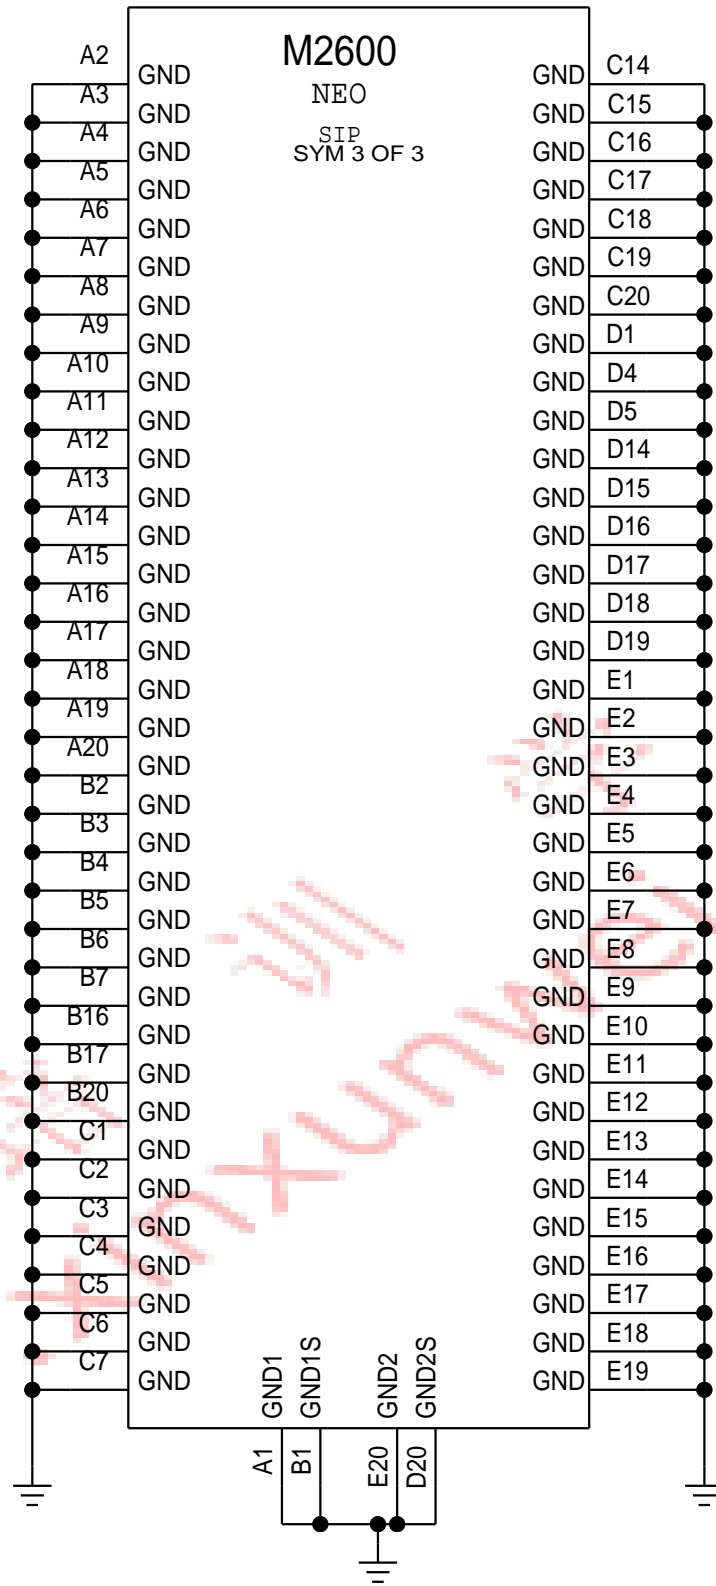 M2600
NEO
SIP
SYM 3 OF 3
A2 GND GND C14
A3 GND GND C15
A4 GND GND C16
A5 GND GND C17
A6 GND GND C18
A7 GND GND C19
A8 GND GND C20
A9 GND GND D1
A10 GND GND D4
A11 GND GND D5
A12 GND GND D14
A13 GND GND D15
A14 GND GND D16
A15 GND GND D17
A16 GND GND D18
A17 GND GND D19
A18 GND GND E1
A19 GND GND E2
A20 GND GND E3
B2 GND GND E4
B3 GND GND E5
B4 GND GND E6
B5 GND GND E7
B6 GND GND E8
B7 GND GND E9
B16 GND GND E10
B17 GND GND E11
B20 GND GND E12
C1 GND GND E13
C2 GND GND E14
C3 GND GND E15
C4 GND GND E16
C5 GND GND E17
C6 GND GND E18
C7 GND GND E19
GND1 GND1S GND2 GND2S
A1 B1 E20 D20
xinxunwei